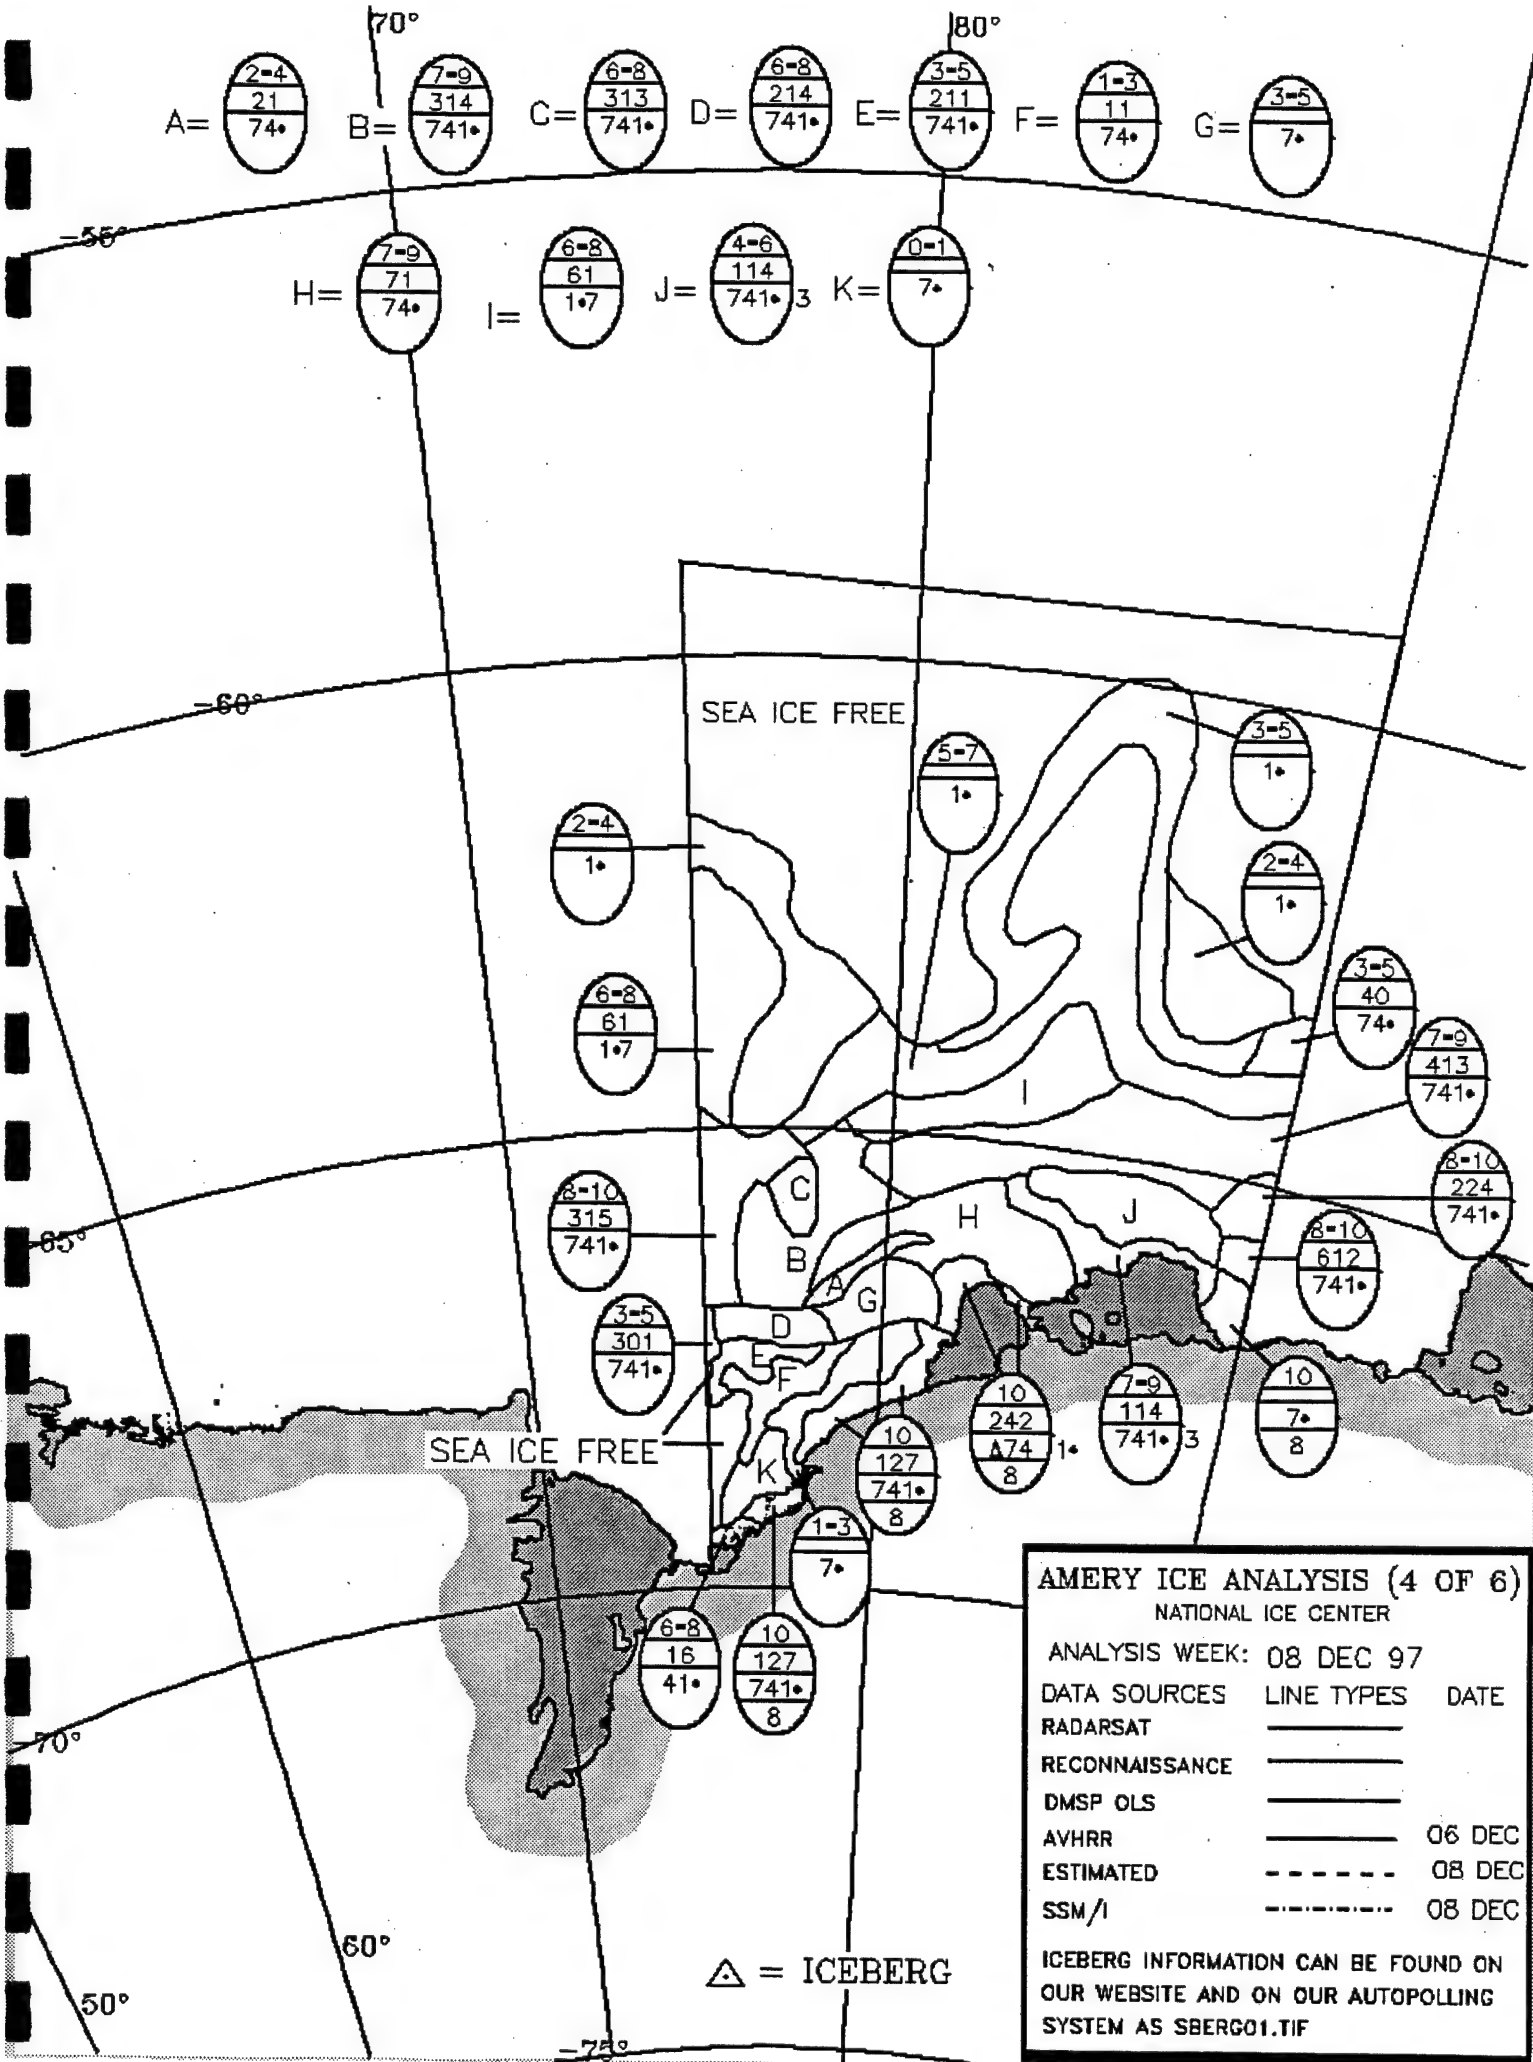 70°
80°
A=
2-4
21
74•
B=
7-9
314
741•
C=
6-8
313
741•
D=
6-8
214
741•
E=
3-5
211
741•
F=
1-3
11
74•
G=
3-5
7•
-55°
H=
7-9
71
74•
I=
6-8
61
1•7
J=
4-6
114
741• 3
K=
0-1
7•
-60°
SEA ICE FREE
5-7
1•
3-5
1•
2-4
1•
2-4
1•
6-8
61
1•7
3-5
40
74•
7-9
413
741•
I
C
8-10
315
741•
H
J
8-10
224
741•
-65°
B
A
G
8-10
612
741•
D
3-5
301
741•
E
F
SEA ICE FREE
K
10
127
741•
8
10
242
Δ74 1•
8
7-9
114
741• 3
10
7•
8
1-3
7•
6-8
16
41•
10
127
741•
8
-70°
60°
50°
-75°
△ = ICEBERG
AMERY ICE ANALYSIS (4 OF 6)
NATIONAL ICE CENTER
ANALYSIS WEEK: 08 DEC 97
DATA SOURCES LINE TYPES DATE
RADARSAT
RECONNAISSANCE
DMSP OLS
AVHRR 06 DEC
ESTIMATED 08 DEC
SSM/I 08 DEC
ICEBERG INFORMATION CAN BE FOUND ON
OUR WEBSITE AND ON OUR AUTOPOLLING
SYSTEM AS SBERG01.TIF